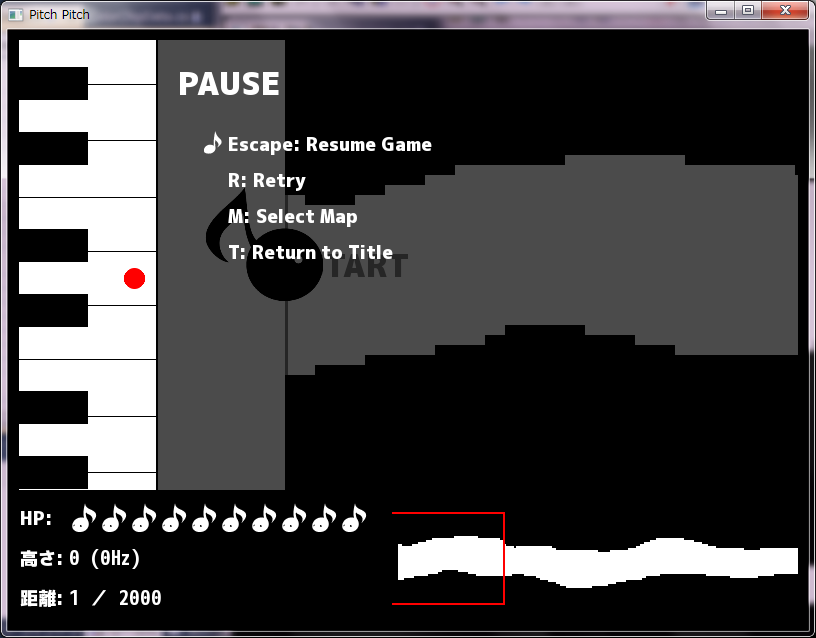 Pitch Pitch
PAUSE
Escape: Resume Game
R: Retry
M: Select Map
T: Return to Title
TART
HP:
高さ: 0 (0Hz)
距離: 1 / 2000